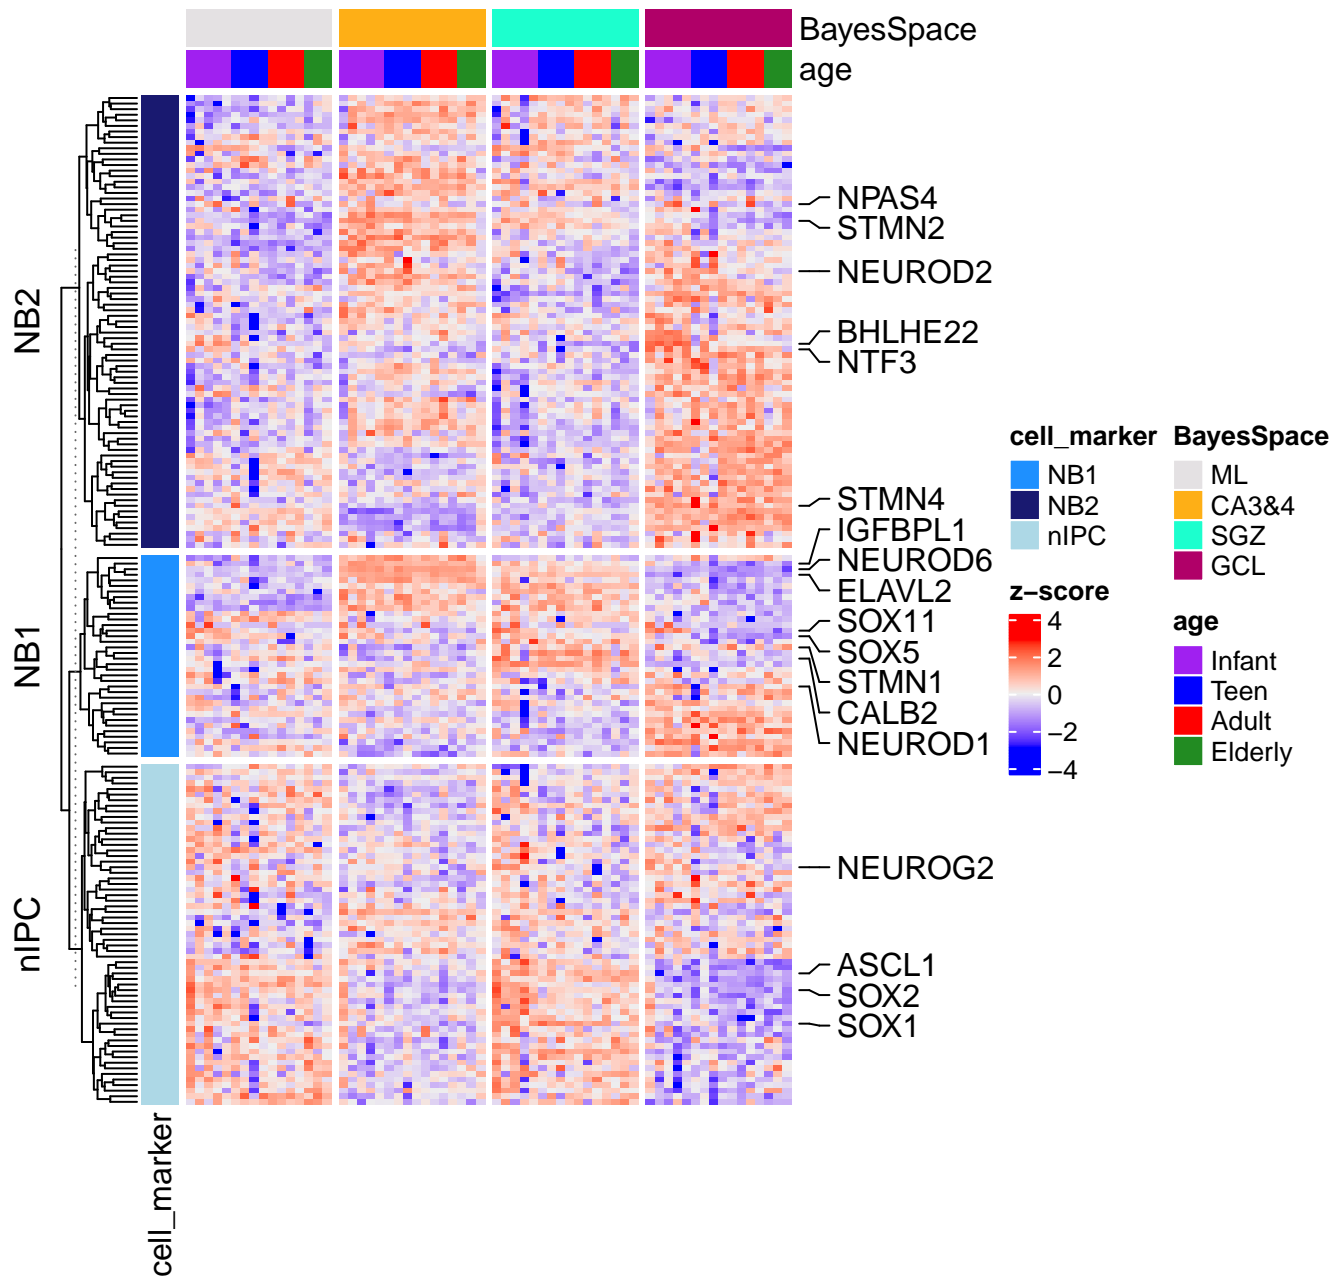 BayesSpace
age
NB2
NB1
nIPC
cell_marker
NPAS4
STMN2
NEUROD2
BHLHE22
NTF3
STMN4
IGFBPL1
NEUROD6
ELAVL2
SOX11
SOX5
STMN1
CALB2
NEUROD1
NEUROG2
ASCL1
SOX2
SOX1
cell_marker
NB1
NB2
nIPC
z−score
4
2
0
−2
−4
BayesSpace
ML
CA3&4
SGZ
GCL
age
Infant
Teen
Adult
Elderly